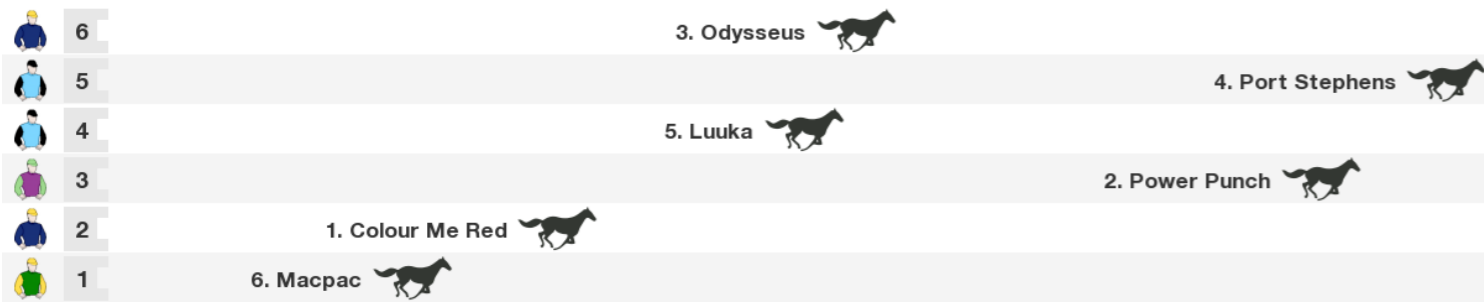 6 3. Odysseus
5 4. Port Stephens
4 5. Luuka
3 2. Power Punch
2 1. Colour Me Red
1 6. Macpac